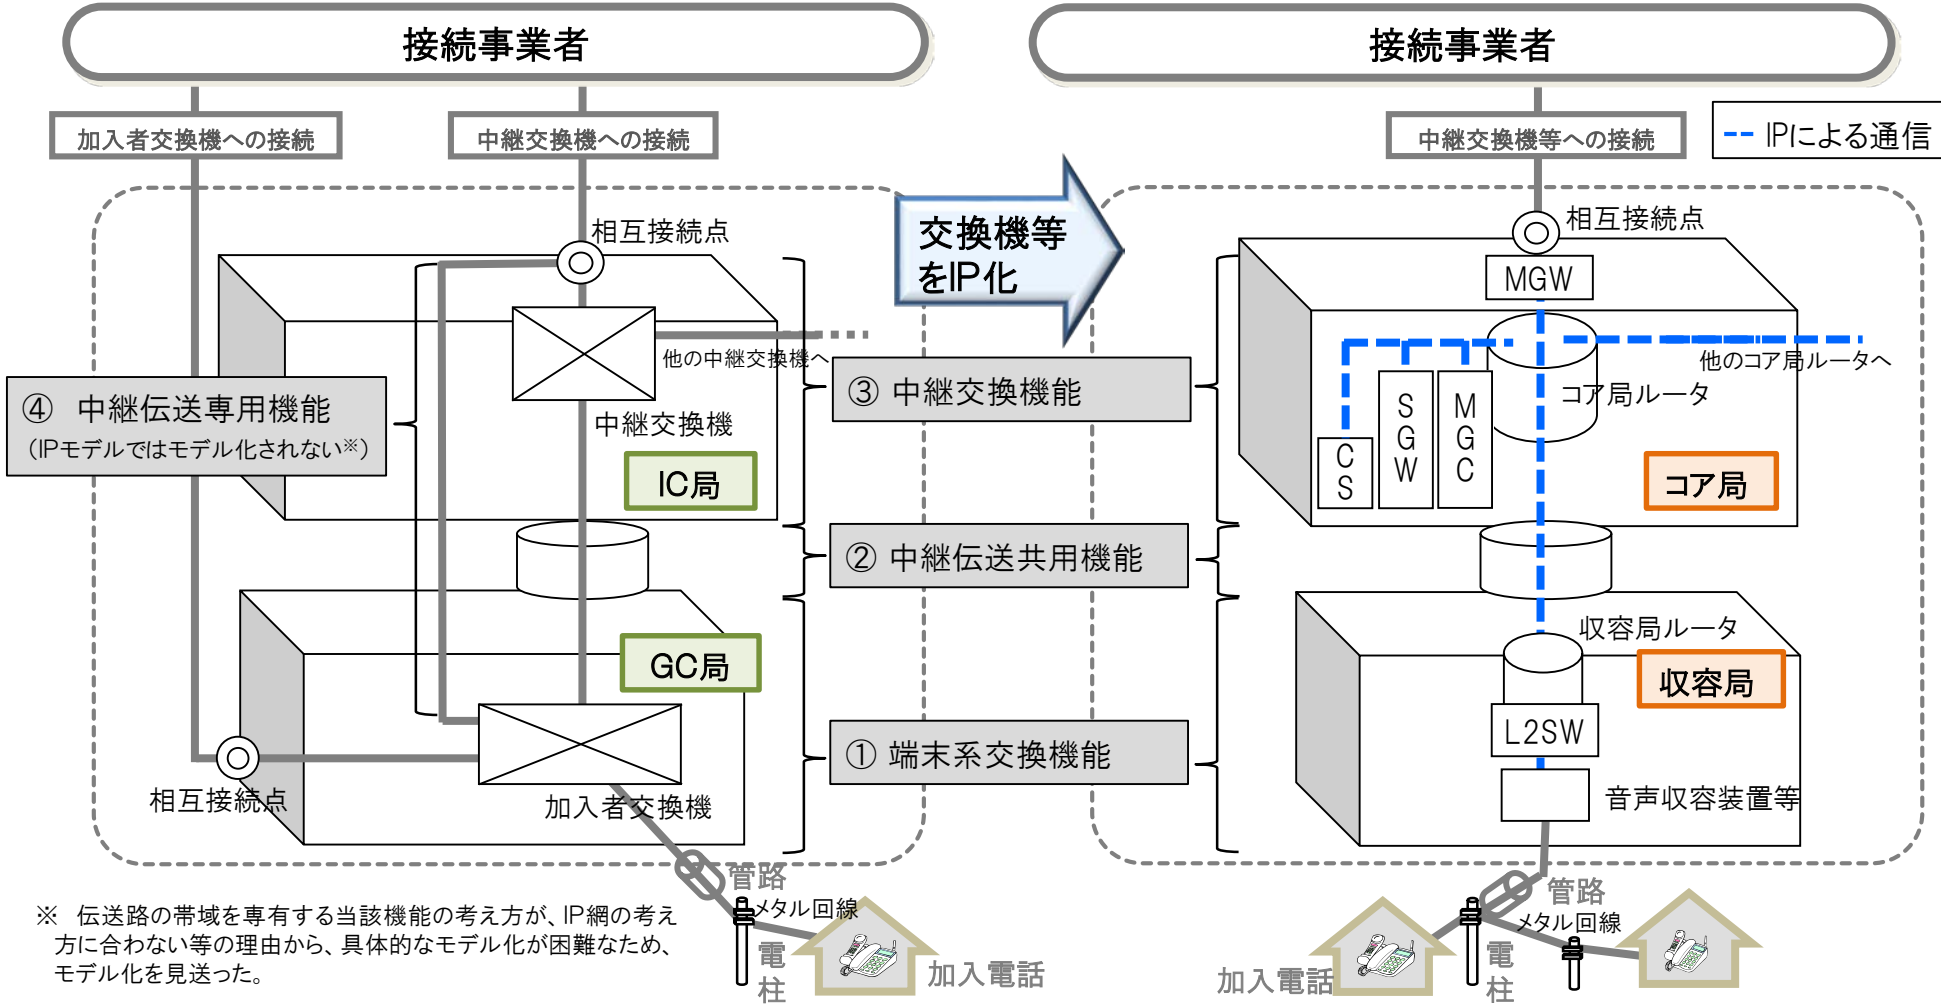 接続事業者
接続事業者
加入者交換機への接続
中継交換機への接続
中継交換機等への接続
IPによる通信
相互接続点
交換機等
をIP化
相互接続点
MGW
他の中継交換機へ
他のコア局ルータへ
③ 中継交換機能
④ 中継伝送専用機能
（IPモデルではモデル化されない※）
中継交換機
コア局ルータ
SGW
MGC
CS
IC局
コア局
② 中継伝送共用機能
GC局
収容局ルータ
収容局
L2SW
① 端末系交換機能
相互接続点
加入者交換機
音声収容装置等
管路
メタル回線
電柱
加入電話
管路
メタル回線
電柱
加入電話
※ 伝送路の帯域を専有する当該機能の考え方が、IP網の考え
方に合わない等の理由から、具体的なモデル化が困難なため、
モデル化を見送った。